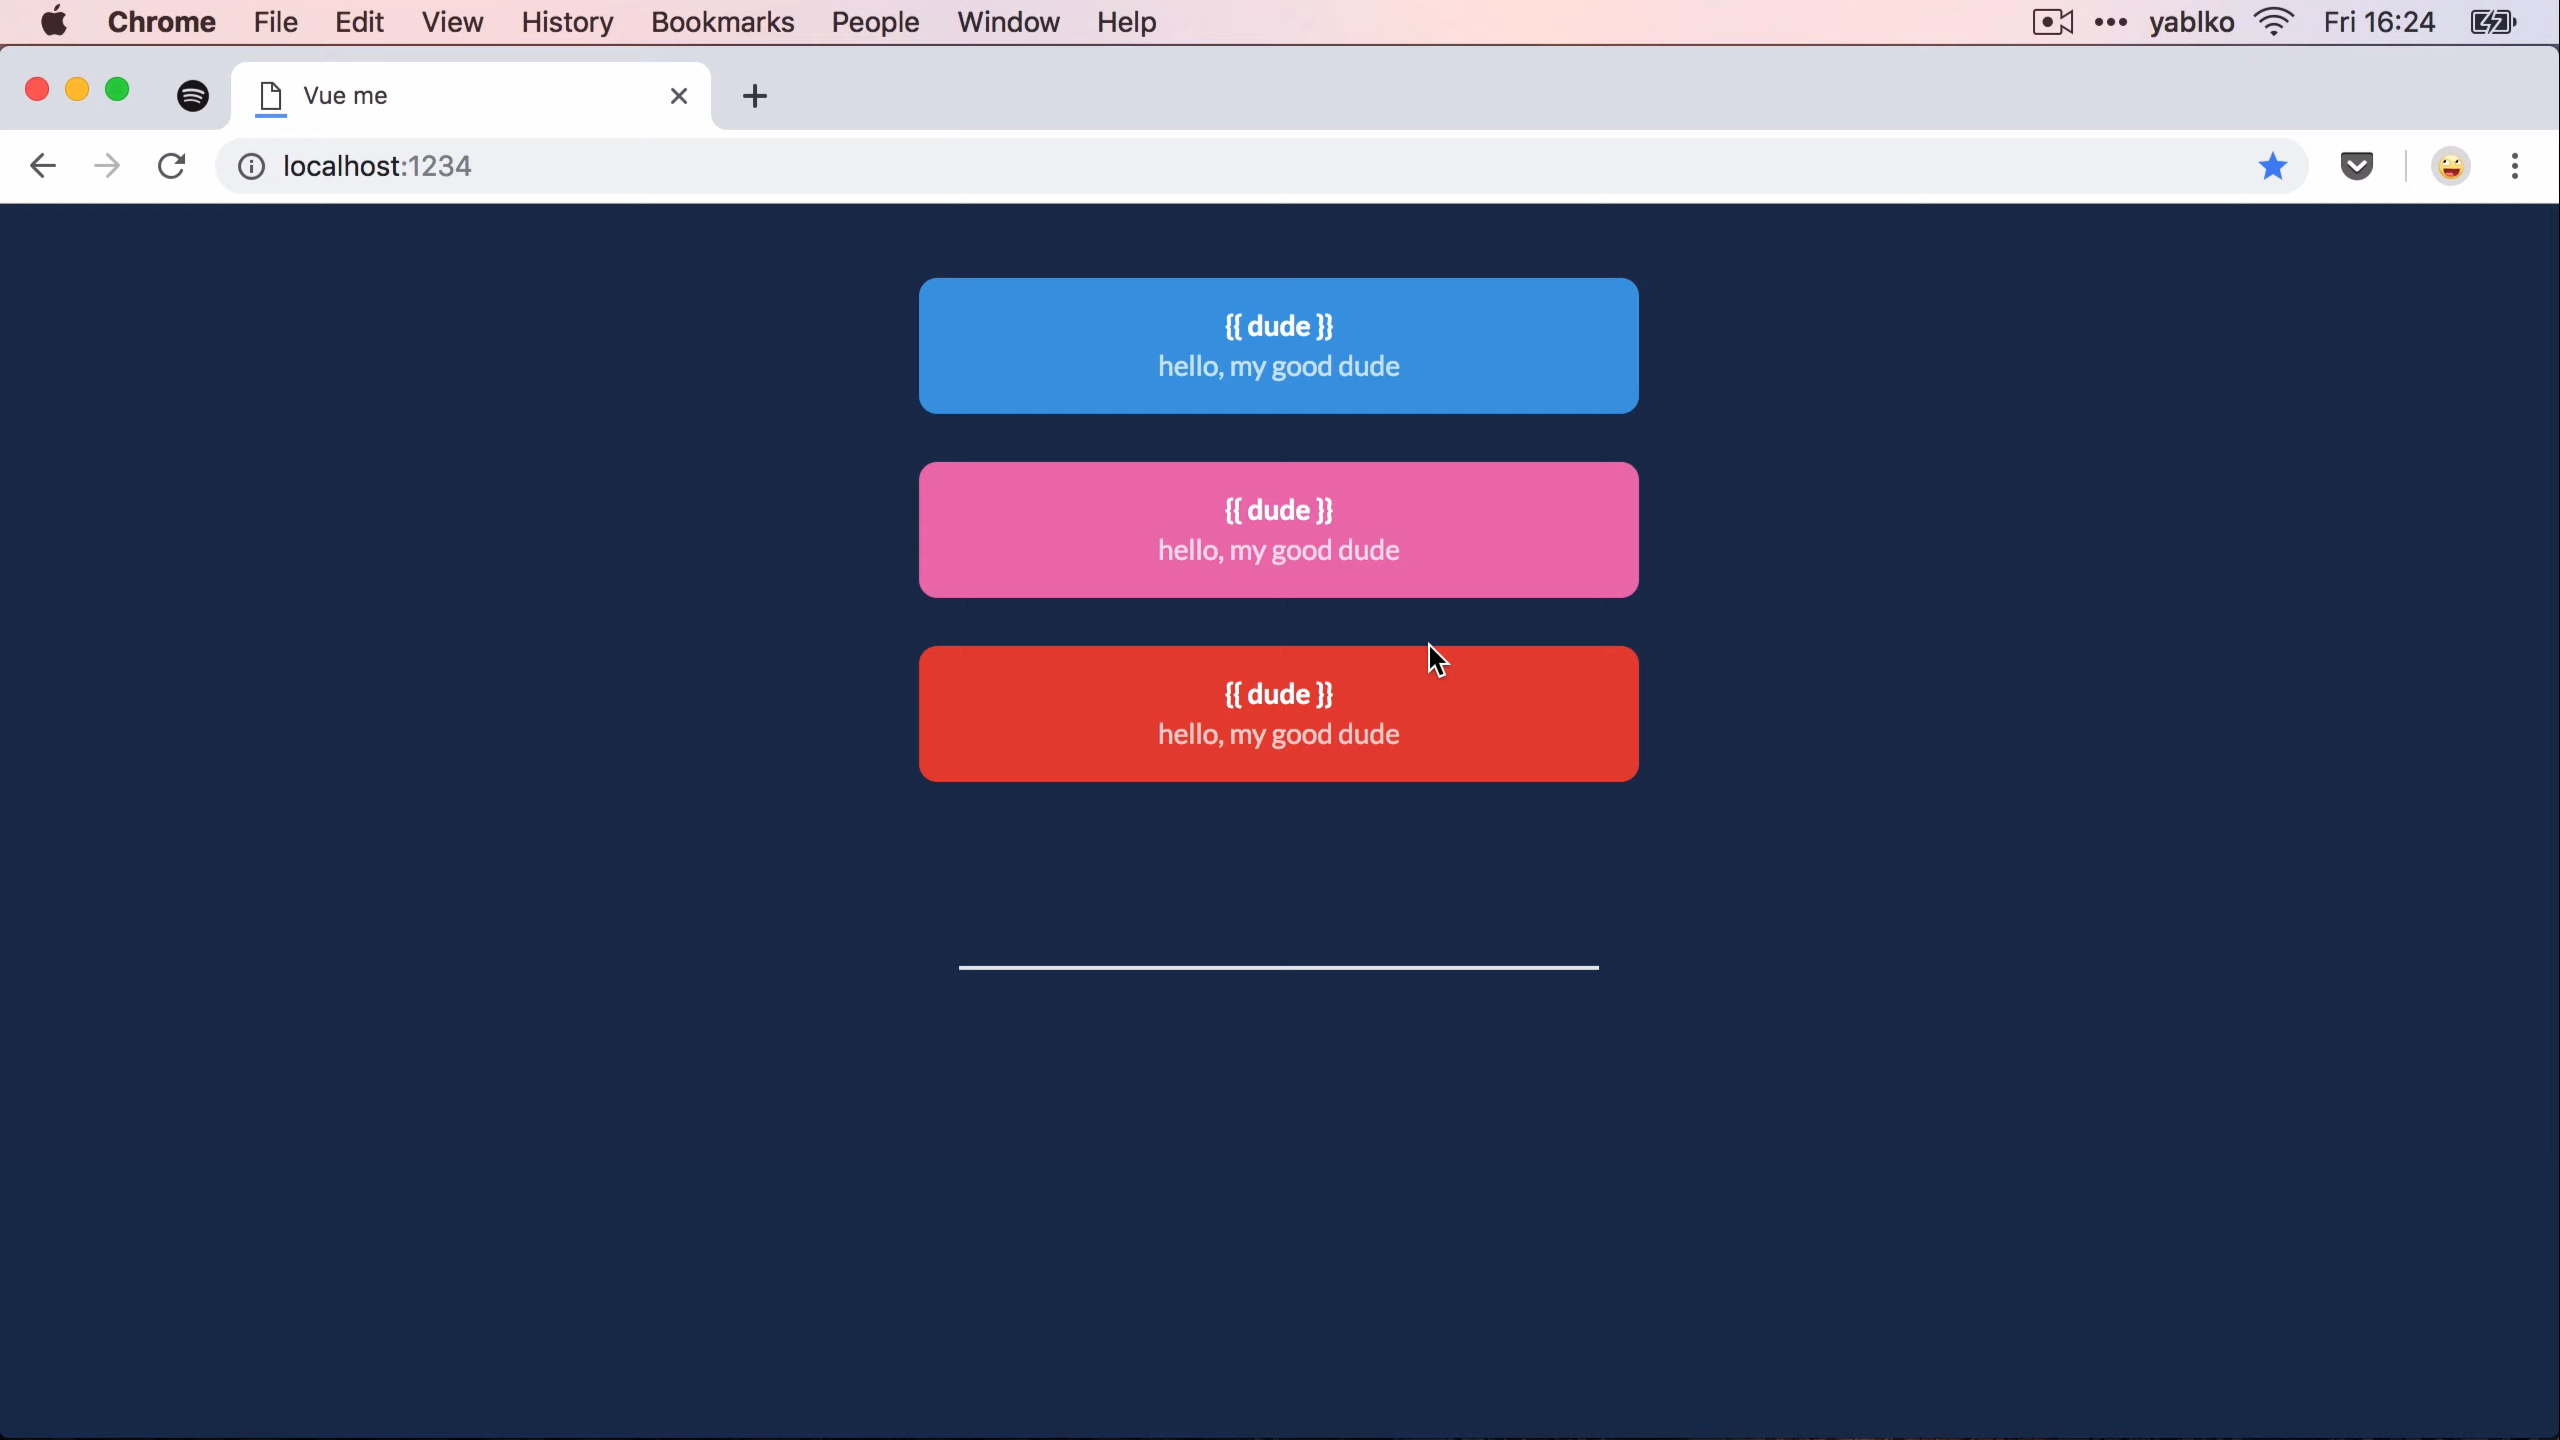 Chrome File Edit View History Bookmarks People Window Help yablko Fri 16:24
Vue me
localhost:1234
{{ dude }}
hello, my good dude
{{ dude }}
hello, my good dude
{{ dude }}
hello, my good dude